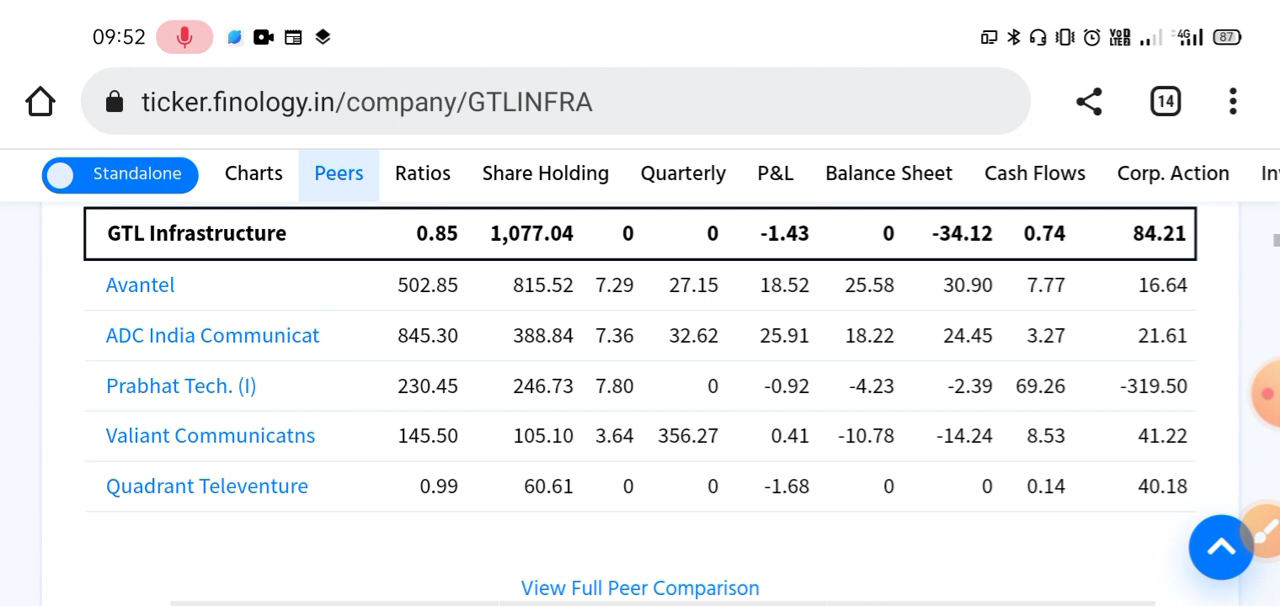 09:52 VoD LTE 4G 87
ticker.finology.in/company/GTLINFRA 14
Standalone Charts Peers Ratios Share Holding Quarterly P&L Balance Sheet Cash Flows Corp. Action
GTL Infrastructure 0.85 1,077.04 0 0 -1.43 0 -34.12 0.74 84.21
Avantel 502.85 815.52 7.29 27.15 18.52 25.58 30.90 7.77 16.64
ADC India Communicat 845.30 388.84 7.36 32.62 25.91 18.22 24.45 3.27 21.61
Prabhat Tech. (I) 230.45 246.73 7.80 0 -0.92 -4.23 -2.39 69.26 -319.50
Valiant Communicatns 145.50 105.10 3.64 356.27 0.41 -10.78 -14.24 8.53 41.22
Quadrant Televenture 0.99 60.61 0 0 -1.68 0 0 0.14 40.18
View Full Peer Comparison